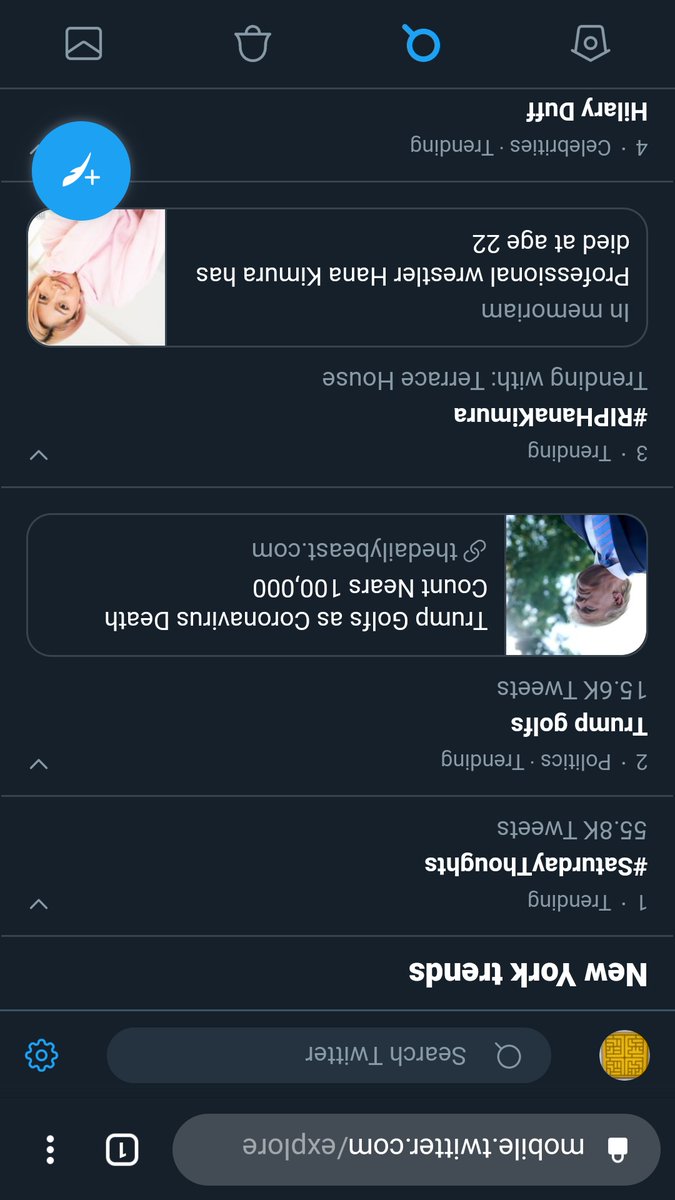 mobile.twitter.com/explore
1
Search Twitter
New York trends
1 · Trending
#SaturdayThoughts
55.8K Tweets
2 · Politics · Trending
Trump golfs
15.6K Tweets
Trump Golfs as Coronavirus Death
Count Nears 100,000
thedailybeast.com
3 · Trending
#RIPHanaKimura
Trending with: Terrace House
In memoriam
Professional wrestler Hana Kimura has
died at age 22
4 · Celebrities · Trending
Hilary Duff